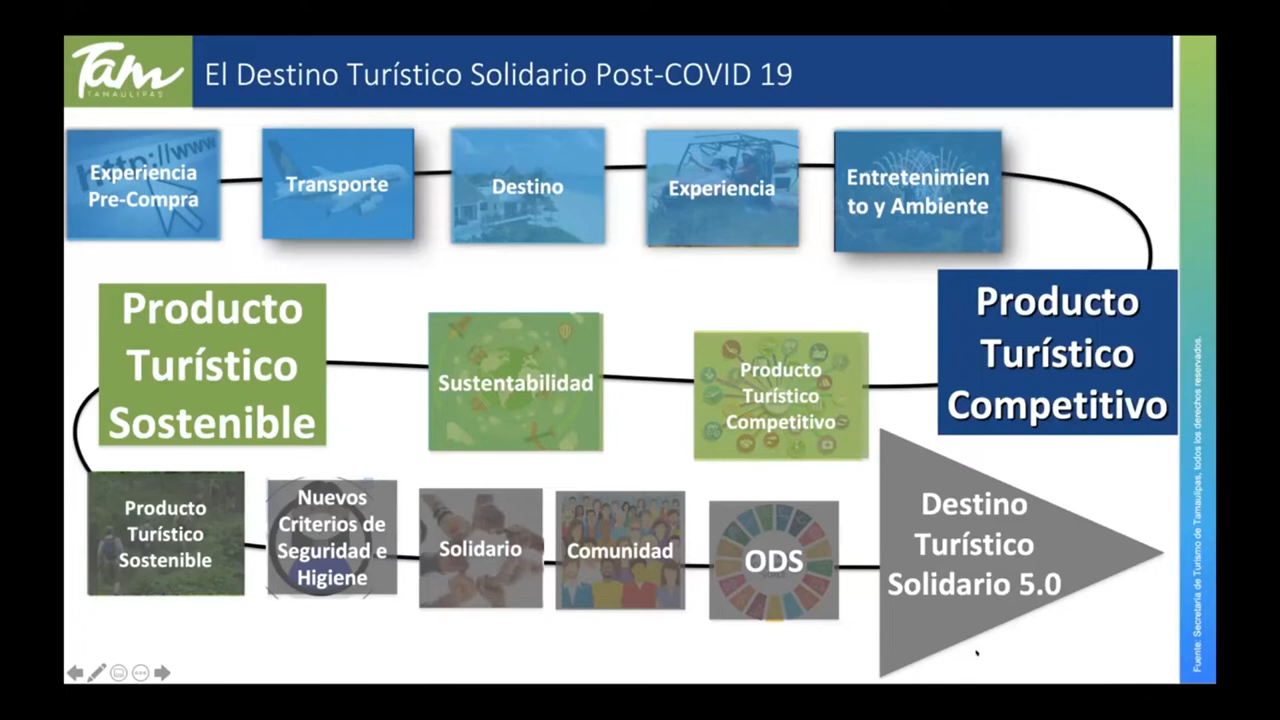 Tam
TAMAULIPAS
El Destino Turístico Solidario Post-COVID 19
Http://www
Experiencia
Pre-Compra
Transporte
Destino
Experiencia
Entretenimien
to y Ambiente
Producto
Turístico
Competitivo
Producto
Turístico
Competitivo
Sustentabilidad
Producto
Turístico
Sostenible
Producto
Turístico
Sostenible
Nuevos
Criterios de
Seguridad e
Higiene
Solidario
Comunidad
ODS
Destino
Turístico
Solidario 5.0
Fuente: Secretaría de Turismo de Tamaulipas, todos los derechos reservados.